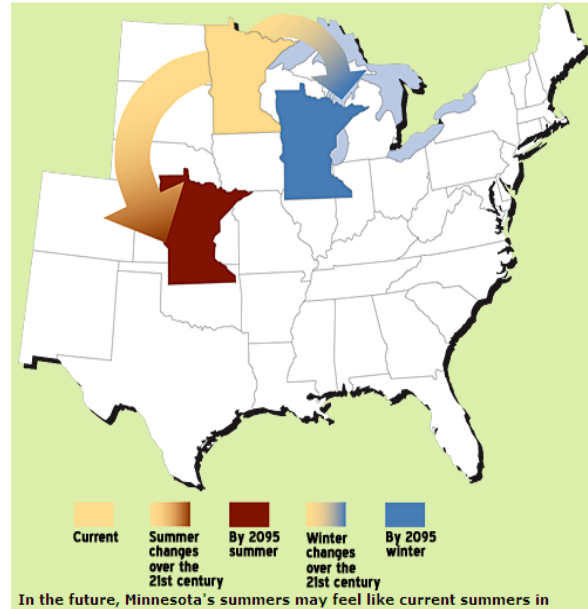 Current
Summer
changes
over the
21st century
By 2095
summer
Winter
changes
over the
21st century
By 2095
winter
In the future, Minnesota's summers may feel like current summers in